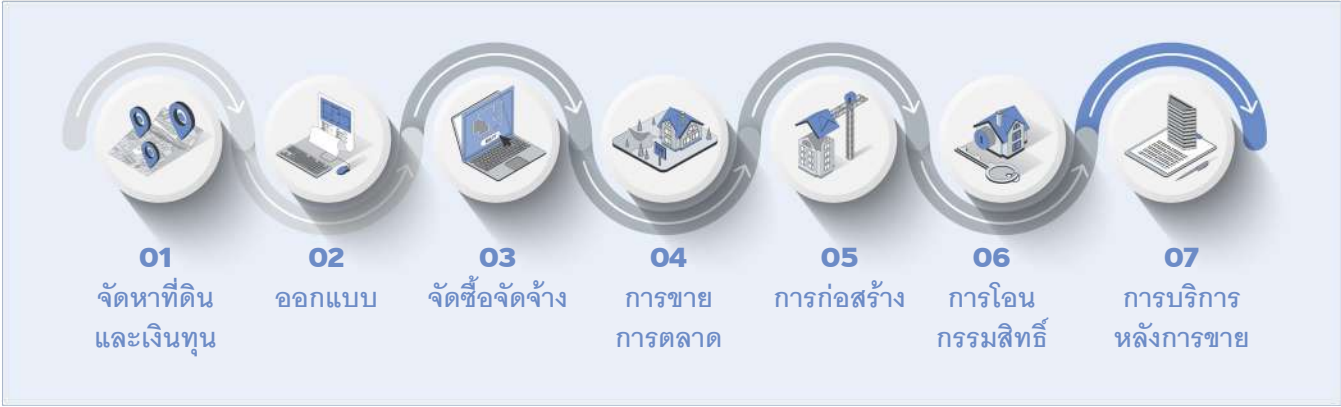 01
จัดหาที่ดิน
และเงินทุน
02
ออกแบบ
03
จัดซื้อจัดจ้าง
04
การขาย
การตลาด
05
การก่อสร้าง
06
การโอน
กรรมสิทธิ์
07
การบริการ
หลังการขาย